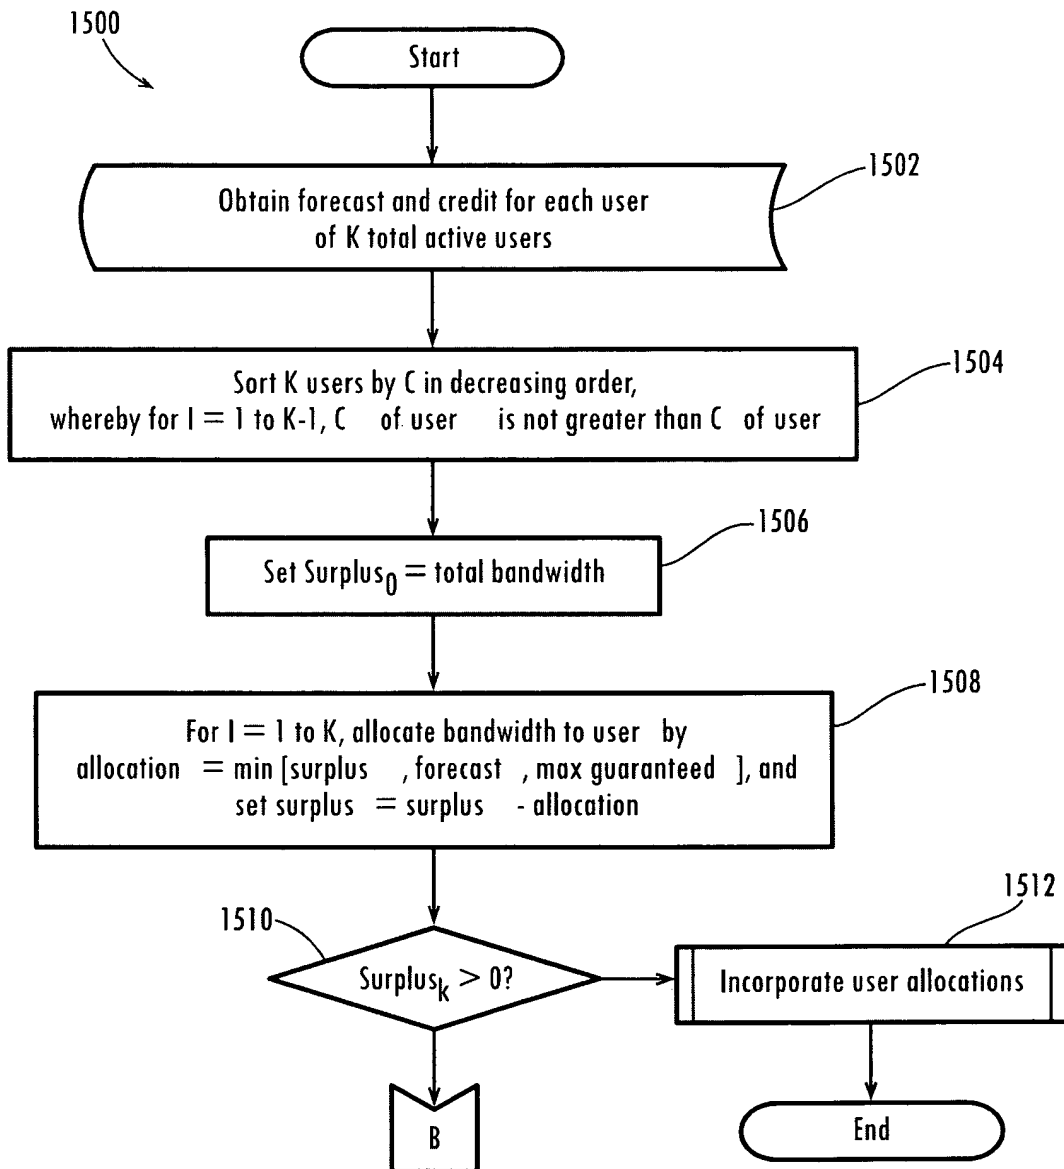 1500
Start
1502
Obtain forecast and credit for each user
of K total active users
1504
Sort K users by C in decreasing order,
whereby for I = 1 to K-1, C of user is not greater than C of user
1506
Set Surplus₀ = total bandwidth
1508
For I = 1 to K, allocate bandwidth to user by
allocation = min [surplus , forecast , max guaranteed ], and
set surplus = surplus - allocation
1510
Surplusₖ > 0?
1512
Incorporate user allocations
B
End